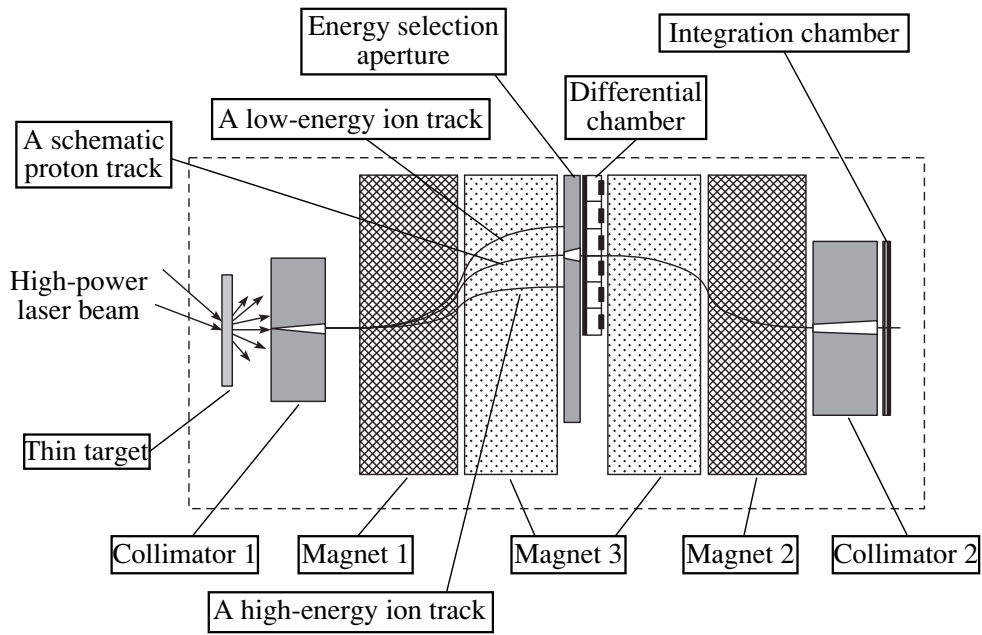 Energy selection
aperture
Integration chamber
Differential
chamber
A low-energy ion track
A schematic
proton track
High-power
laser beam
Thin target
Collimator 1
Magnet 1
Magnet 3
Magnet 2
Collimator 2
A high-energy ion track